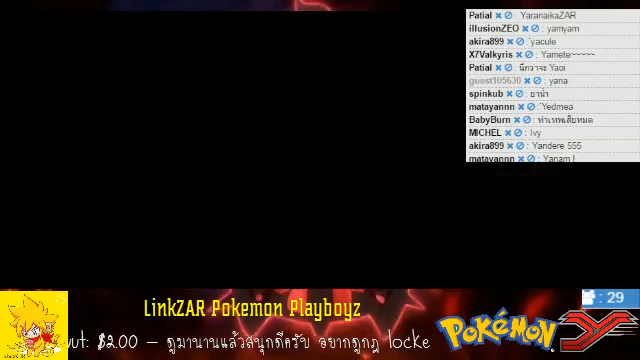 Patial : YaranaikaZAR
illusionZEO : yamyam
akira899 : `yacule
X7Valkyris : Yamete~~~~~
Patial : นึกว่าจะ Yaoi
guest105630 : yana
spinkub : ยาน่ำ
matayannn : `Yedmea
BabyBurn : ทำเทพเสียหมด
MICHEL : Ivy
akira899 : Yandere 555
matayannn : Yanam !
: 29
LinkZAR Pokemon Playboyz
$2.00 — ดูมานานแล้วสนุกดีครับ อยากดูกฎ locke
POKéMON Y